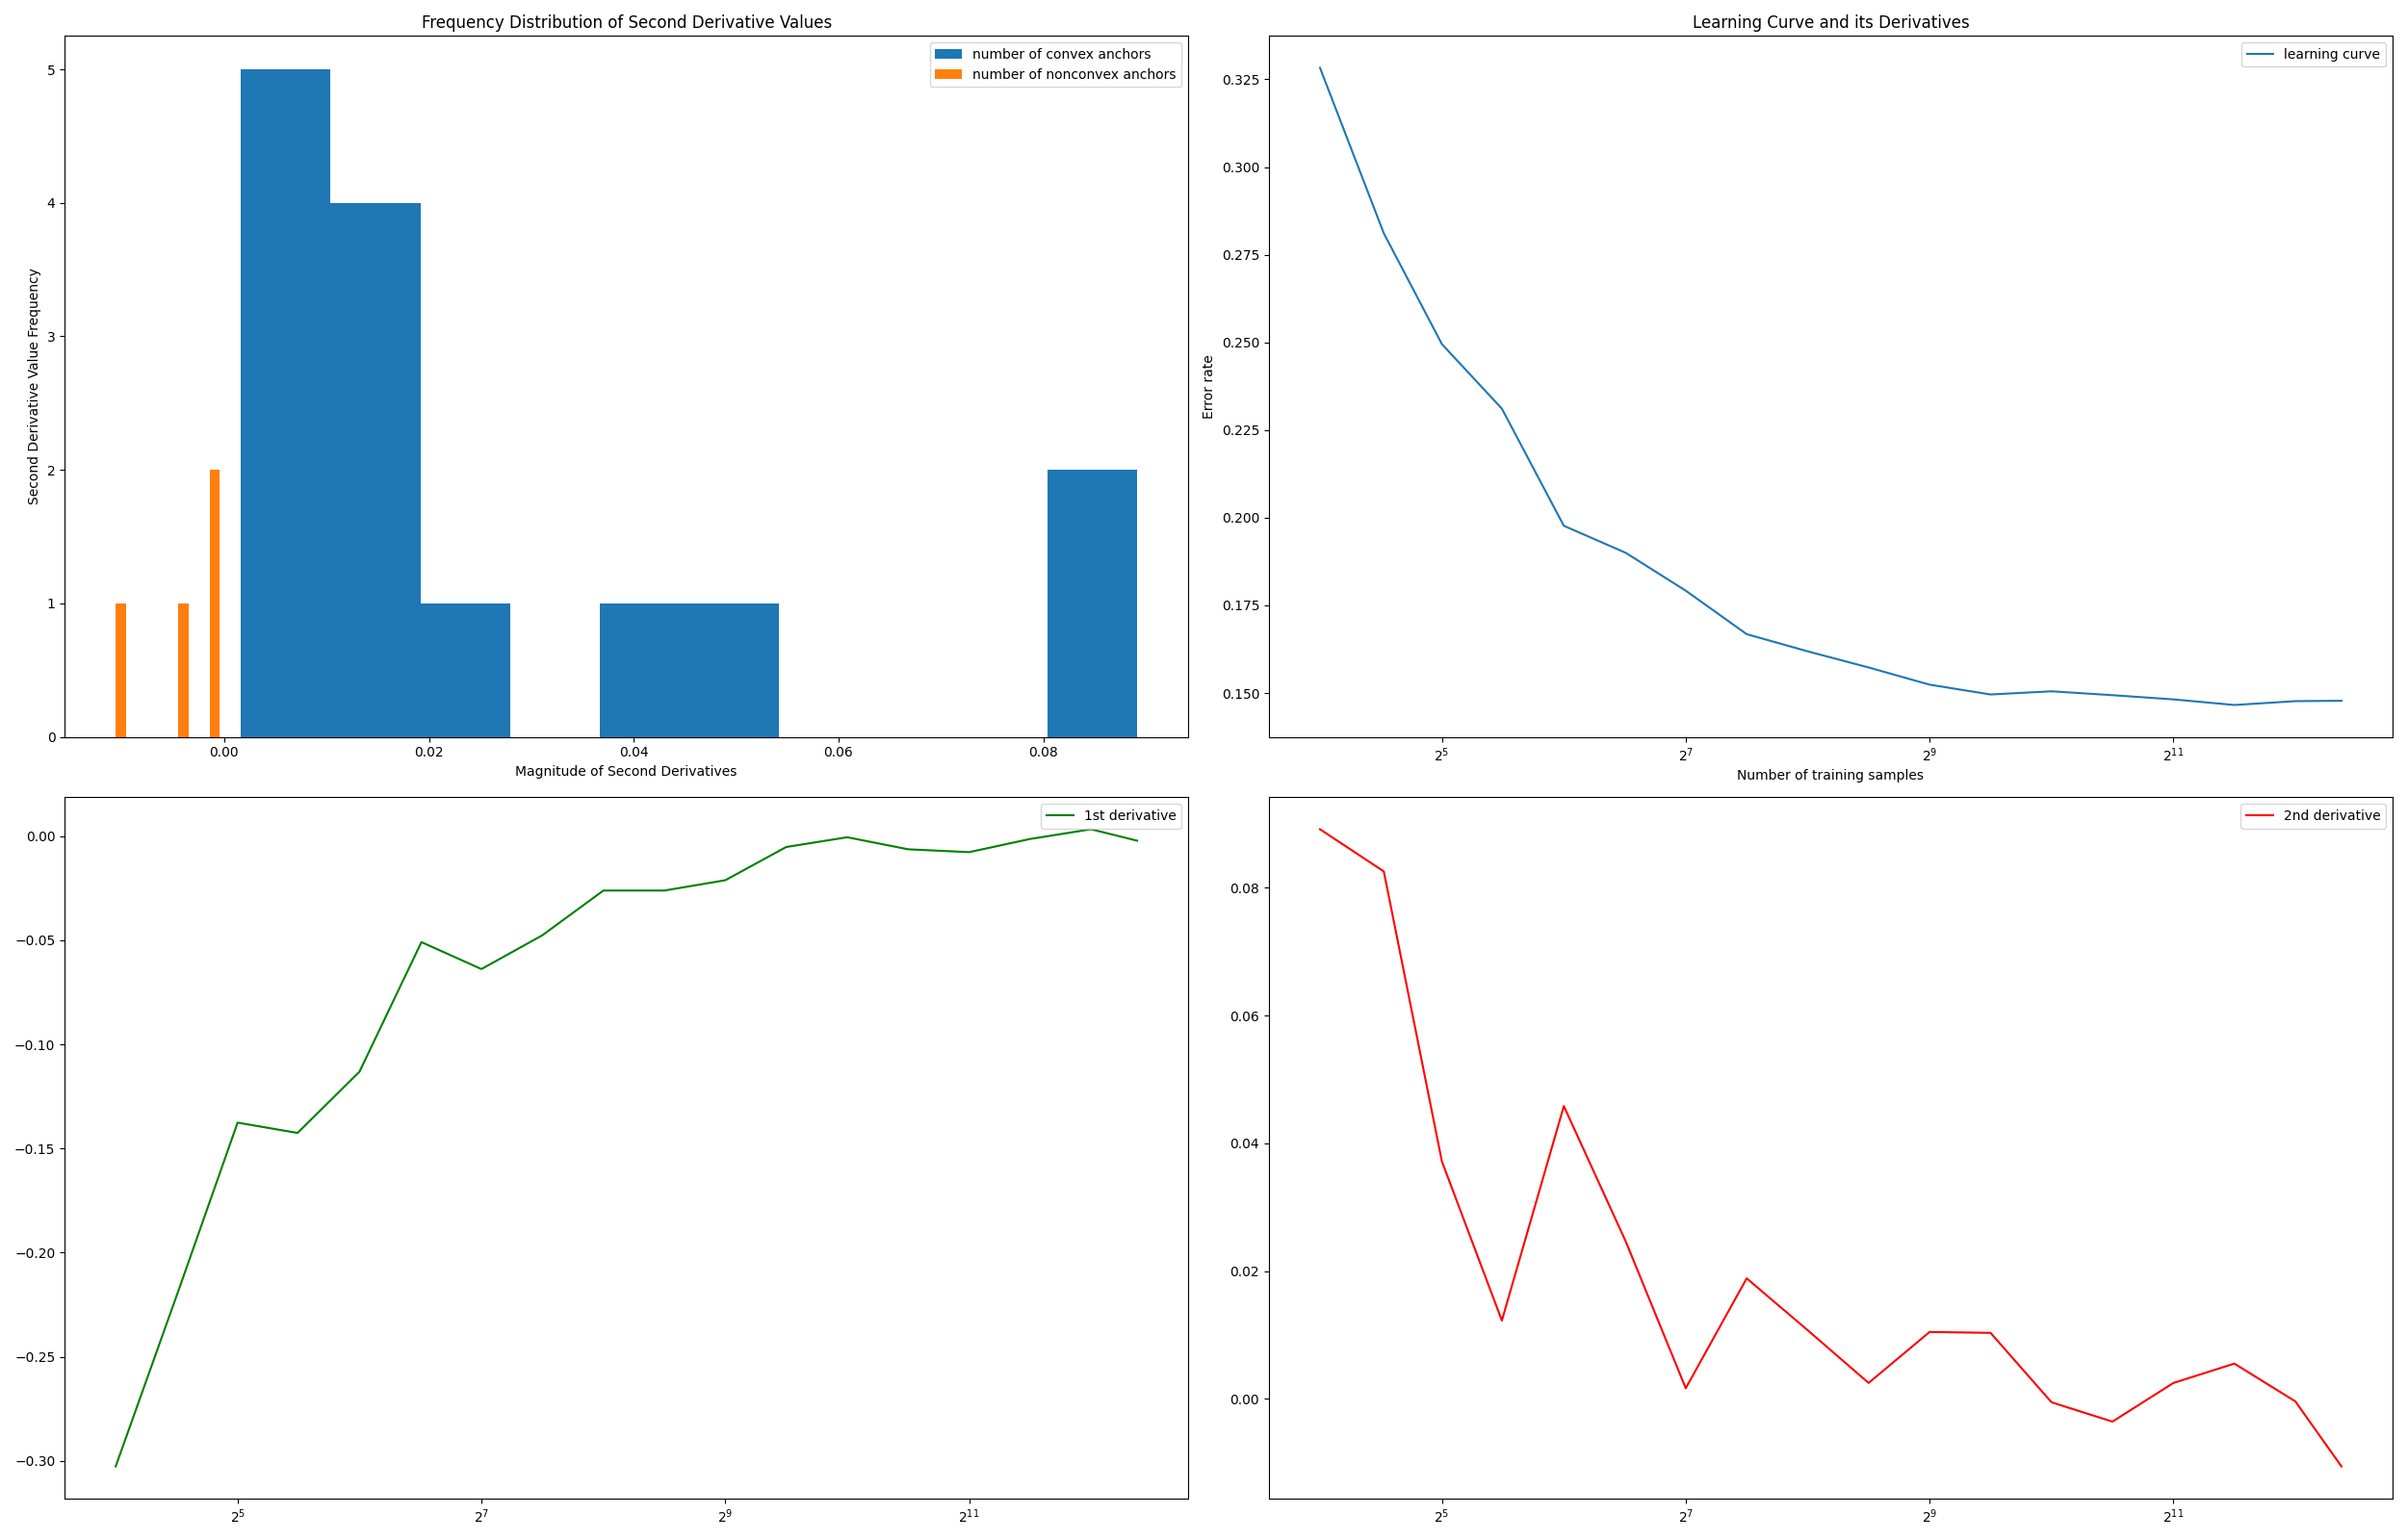 Frequency Distribution of Second Derivative Values
number of convex anchors
number of nonconvex anchors
5
4
3
2
1
0
Second Derivative Value Frequency
0.00 0.02 0.04 0.06 0.08
Magnitude of Second Derivatives
Learning Curve and its Derivatives
learning curve
0.325
0.300
0.275
0.250
0.225
0.200
0.175
0.150
Error rate
2^5 2^7 2^9 2^11
Number of training samples
1st derivative
0.00
−0.05
−0.10
−0.15
−0.20
−0.25
−0.30
2^5 2^7 2^9 2^11
2nd derivative
0.08
0.06
0.04
0.02
0.00
2^5 2^7 2^9 2^11